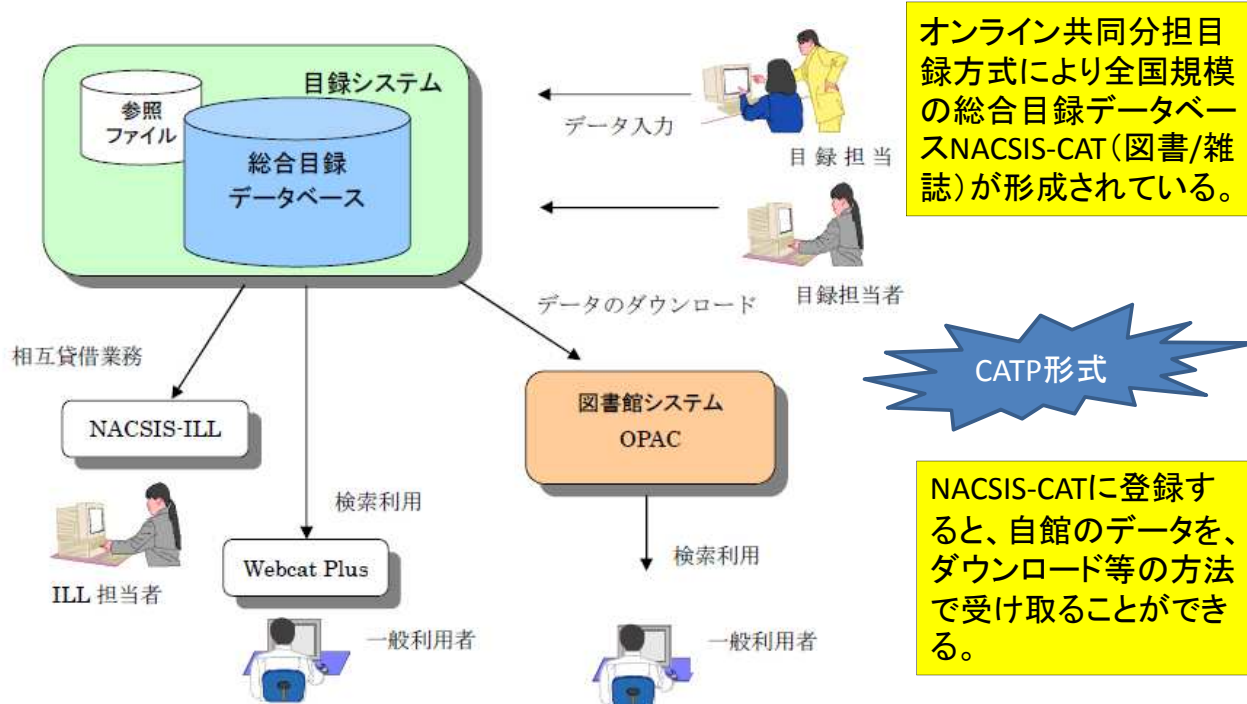 目録システム
参照
ファイル
総合目録
データベース
データ入力
目 録 担 当
目録担当者
オンライン共同分担目
録方式により全国規模
の総合目録データベー
スNACSIS-CAT(図書/雑
誌)が形成されている。
データのダウンロード
相互貸借業務
NACSIS-ILL
ILL 担当者
検索利用
Webcat Plus
一般利用者
図書館システム
OPAC
検索利用
一般利用者
CATP形式
NACSIS-CATに登録す
ると、自館のデータを、
ダウンロード等の方法
で受け取ることができ
る。